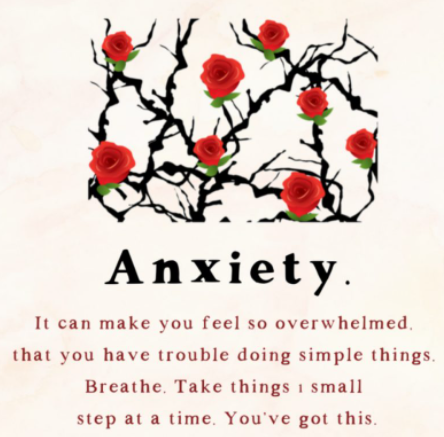 Anxiety.
It can make you feel so overwhelmed,
that you have trouble doing simple things.
Breathe. Take things 1 small
step at a time. You've got this.